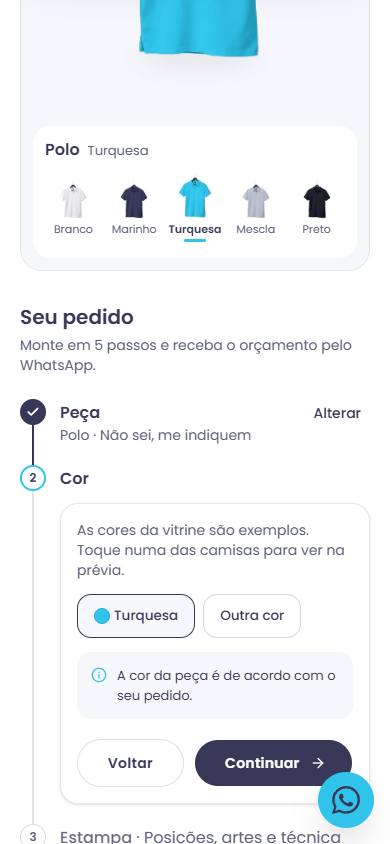 Polo Turquesa
Branco Marinho Turquesa Mescla Preto
Seu pedido
Monte em 5 passos e receba o orçamento pelo
WhatsApp.
Peça Alterar
Polo · Não sei, me indiquem
2 Cor
As cores da vitrine são exemplos.
Toque numa das camisas para ver na
prévia.
Turquesa Outra cor
A cor da peça é de acordo com o
seu pedido.
Voltar Continuar →
3 Estampa · Posições, artes e técnica